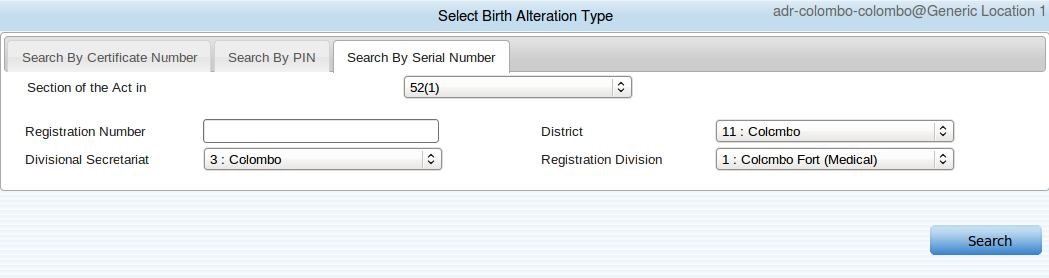 Select Birth Alteration Type
adr-colombo-colombo@Generic Location 1
Search By Certificate Number
Search By PIN
Search By Serial Number
Section of the Act in 52(1)
Registration Number District 11 : Colombo
Divisional Secretariat 3 : Colombo Registration Division 1 : Colombo Fort (Medical)
Search